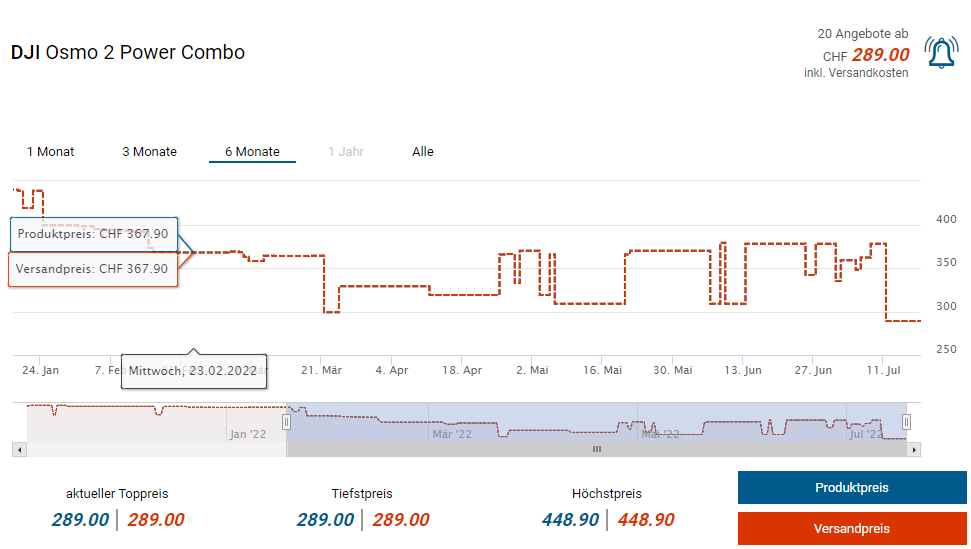 DJI Osmo 2 Power Combo
20 Angebote ab
CHF 289.00
inkl. Versandkosten
1 Monat 3 Monate 6 Monate 1 Jahr Alle
400
350
300
250
Produktpreis: CHF 367.90
Versandpreis: CHF 367.90
Mittwoch, 23.02.2022
24. Jan 7. Feb 21. Mär 4. Apr 18. Apr 2. Mai 16. Mai 30. Mai 13. Jun 27. Jun 11. Jul
Jan '22 Mär '22 Mai '22 Jul '22
aktueller Toppreis Tiefstpreis Höchstpreis
289.00 | 289.00 289.00 | 289.00 448.90 | 448.90
Produktpreis
Versandpreis